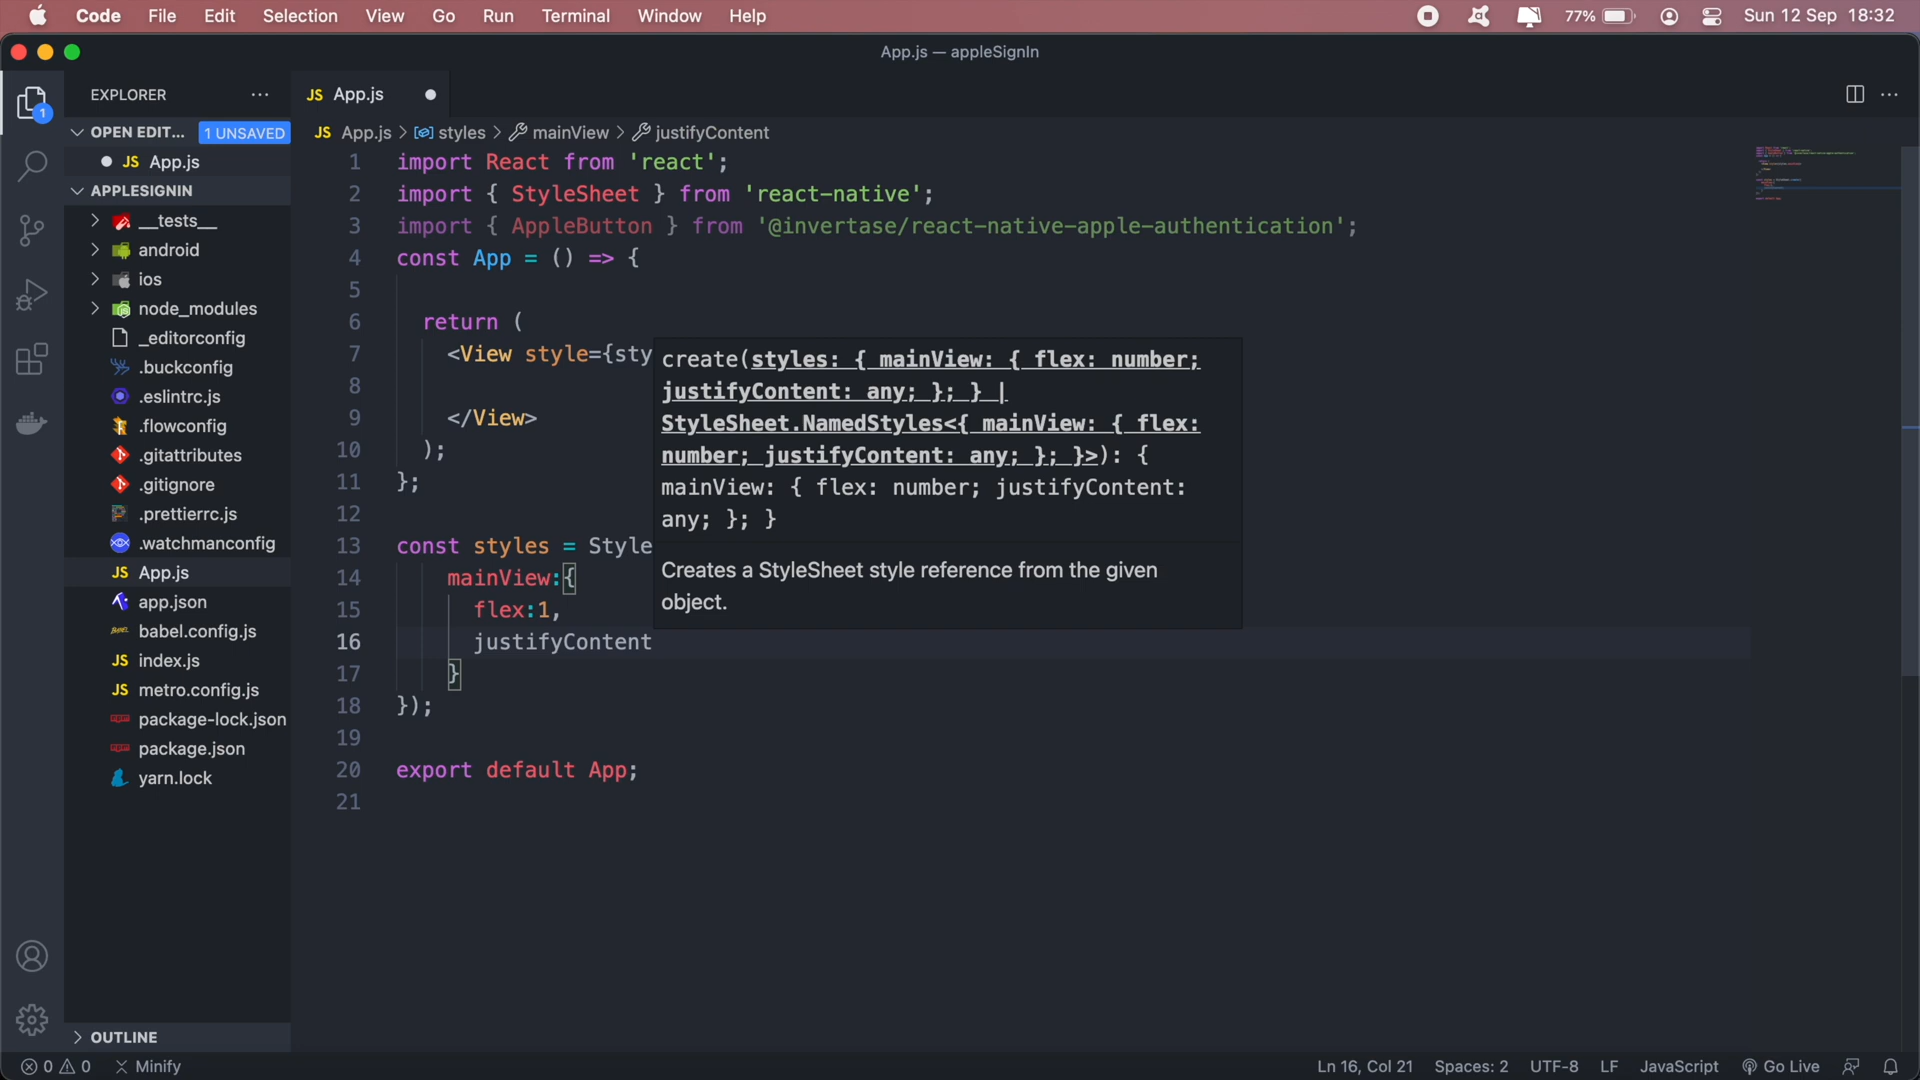 Code File Edit Selection View Go Run Terminal Window Help 77% Sun 12 Sep 18:32
App.js — appleSignIn
EXPLORER
JS App.js
1
OPEN EDIT... 1 UNSAVED
JS App.js > styles > mainView > justifyContent
JS App.js
APPLESIGNIN
__tests__
android
ios
node_modules
_editorconfig
.buckconfig
.eslintrc.js
.flowconfig
.gitattributes
.gitignore
.prettierrc.js
.watchmanconfig
JS App.js
app.json
babel.config.js
JS index.js
JS metro.config.js
package-lock.json
package.json
yarn.lock
OUTLINE
1 import React from 'react';
2 import { StyleSheet } from 'react-native';
3 import { AppleButton } from '@invertase/react-native-apple-authentication';
4 const App = () => {
5
6 return (
7 <View style={sty
8
9 </View>
10 );
11 };
12
13 const styles = Style
14 mainView:{
15 flex:1,
16 justifyContent
17 }
18 });
19
20 export default App;
21
create(styles: { mainView: { flex: number;
justifyContent: any; }; } |
StyleSheet.NamedStyles<{ mainView: { flex:
number; justifyContent: any; }; }>): {
mainView: { flex: number; justifyContent:
any; }; }
Creates a StyleSheet style reference from the given
object.
0 0 Minify Ln 16, Col 21 Spaces: 2 UTF-8 LF JavaScript Go Live